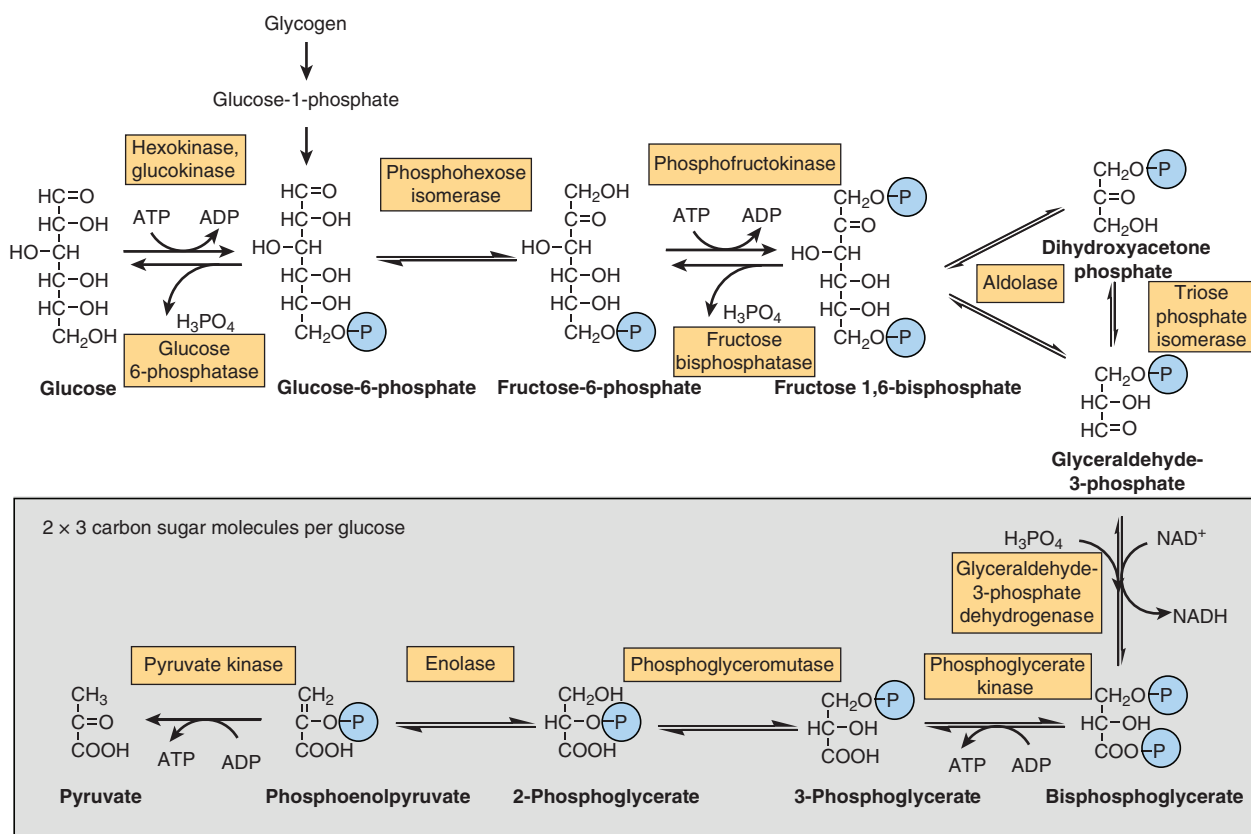 Glycogen
Glucose-1-phosphate
Hexokinase,
glucokinase
HC=O
HC-OH
HO-CH
HC-OH
HC-OH
CH₂OH
Glucose
ATP
ADP
H₃PO₄
Glucose
6-phosphatase
HC=O
HC-OH
HO-CH
HC-OH
HC-OH
CH₂O-P
Glucose-6-phosphate
Phosphohexose
isomerase
CH₂OH
C=O
HO-CH
HC-OH
HC-OH
CH₂O-P
Fructose-6-phosphate
Phosphofructokinase
ATP
ADP
H₃PO₄
Fructose
bisphosphatase
CH₂O-P
C=O
HO-CH
HC-OH
HC-OH
CH₂O-P
Fructose 1,6-bisphosphate
Aldolase
CH₂O-P
C=O
CH₂OH
Dihydroxyacetone
phosphate
Triose
phosphate
isomerase
CH₂O-P
HC-OH
HC=O
Glyceraldehyde-
3-phosphate
2 × 3 carbon sugar molecules per glucose
H₃PO₄
NAD⁺
Glyceraldehyde-
3-phosphate
dehydrogenase
NADH
Pyruvate kinase
Enolase
Phosphoglyceromutase
Phosphoglycerate
kinase
CH₃
C=O
COOH
Pyruvate
ATP
ADP
CH₂
C-O-P
COOH
Phosphoenolpyruvate
CH₂OH
HC-O-P
COOH
2-Phosphoglycerate
CH₂O-P
HC-OH
COOH
3-Phosphoglycerate
ATP
ADP
CH₂O-P
HC-OH
COO-P
Bisphosphoglycerate